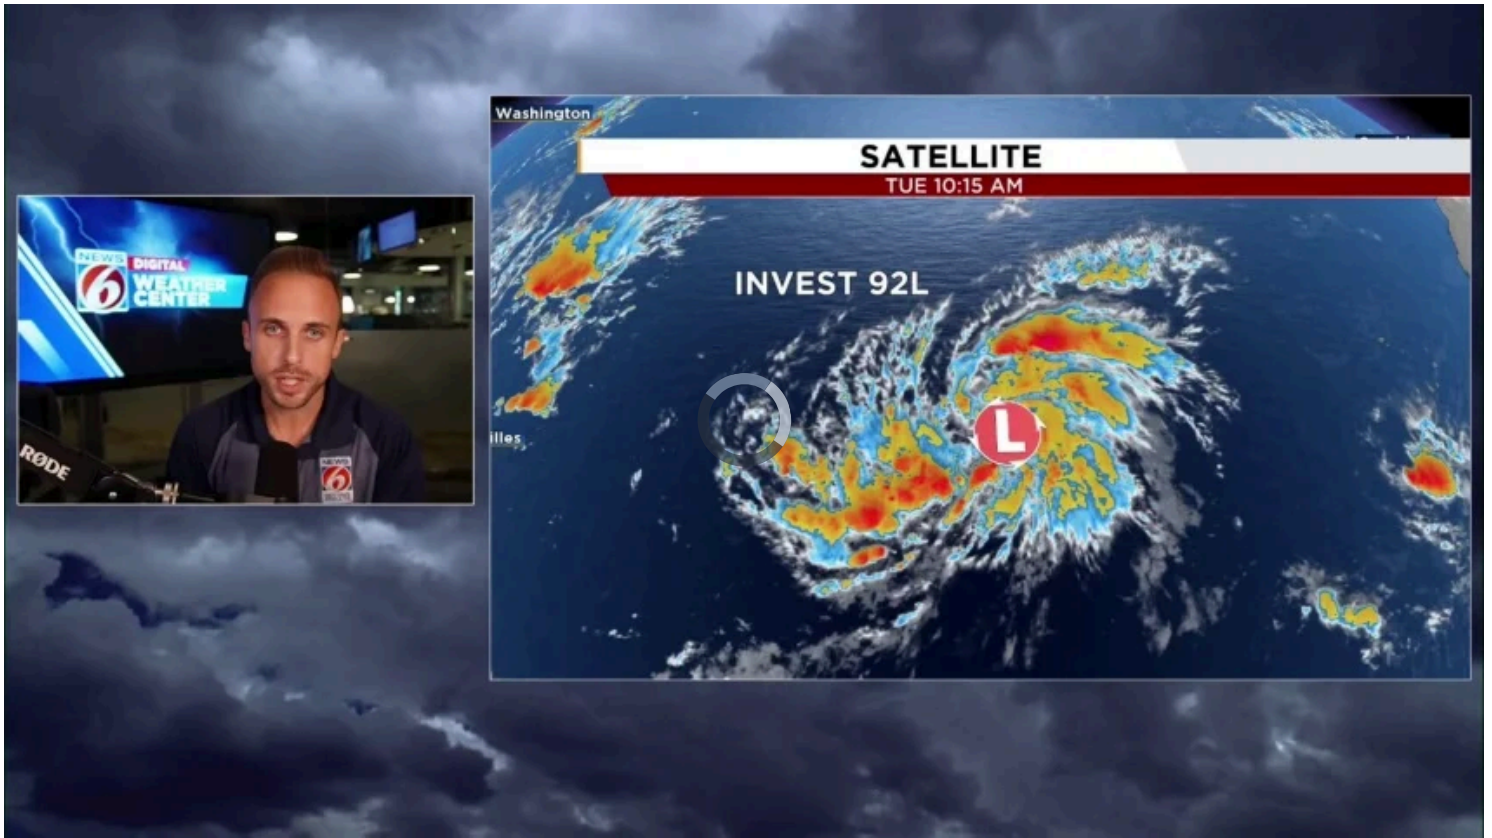 Washington
SATELLITE
TUE 10:15 AM
INVEST 92L
NEWS
6
DIGITAL
WEATHER
CENTER
L
illes
RØDE
NEWS
6